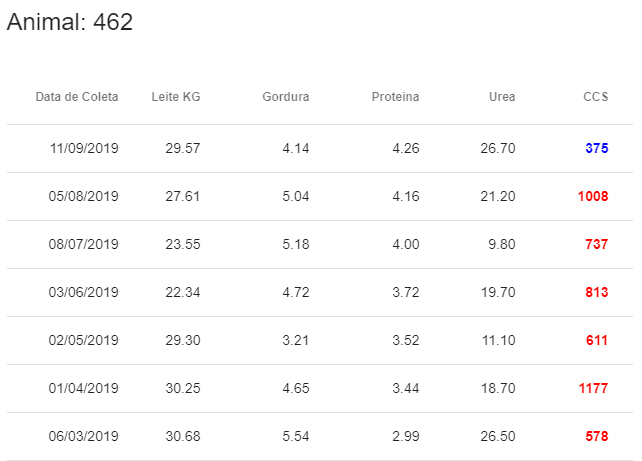 Animal: 462
Data de Coleta Leite KG Gordura Proteina Urea CCS
11/09/2019 29.57 4.14 4.26 26.70 375
05/08/2019 27.61 5.04 4.16 21.20 1008
08/07/2019 23.55 5.18 4.00 9.80 737
03/06/2019 22.34 4.72 3.72 19.70 813
02/05/2019 29.30 3.21 3.52 11.10 611
01/04/2019 30.25 4.65 3.44 18.70 1177
06/03/2019 30.68 5.54 2.99 26.50 578